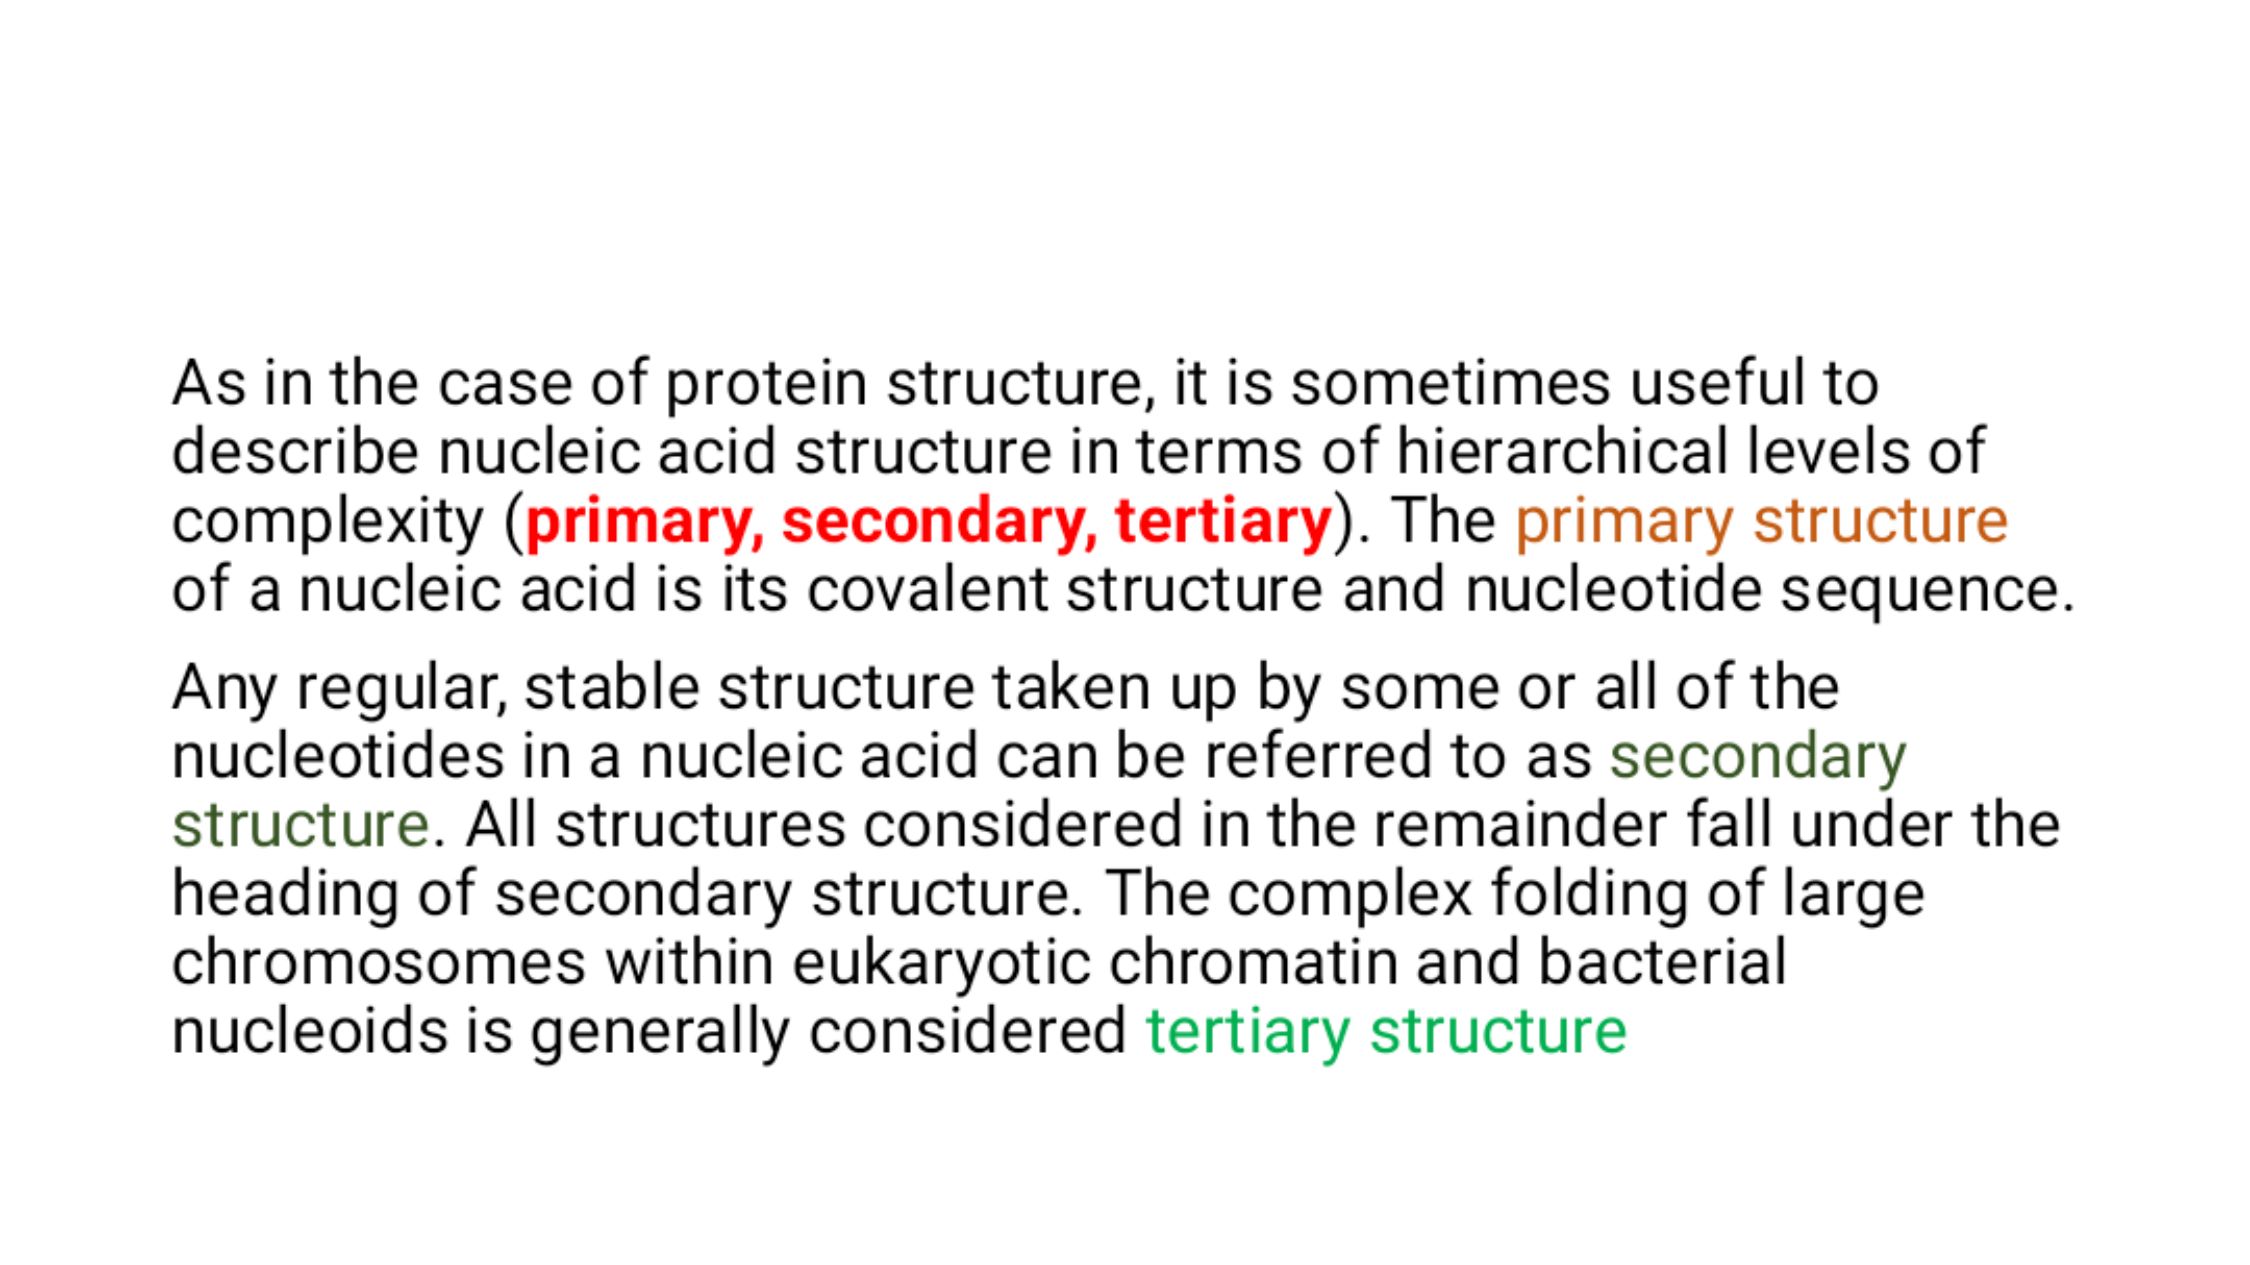 As in the case of protein structure, it is sometimes useful to
describe nucleic acid structure in terms of hierarchical levels of
complexity (primary, secondary, tertiary). The primary structure
of a nucleic acid is its covalent structure and nucleotide sequence.
Any regular, stable structure taken up by some or all of the
nucleotides in a nucleic acid can be referred to as secondary
structure. All structures considered in the remainder fall under the
heading of secondary structure. The complex folding of large
chromosomes within eukaryotic chromatin and bacterial
nucleoids is generally considered tertiary structure